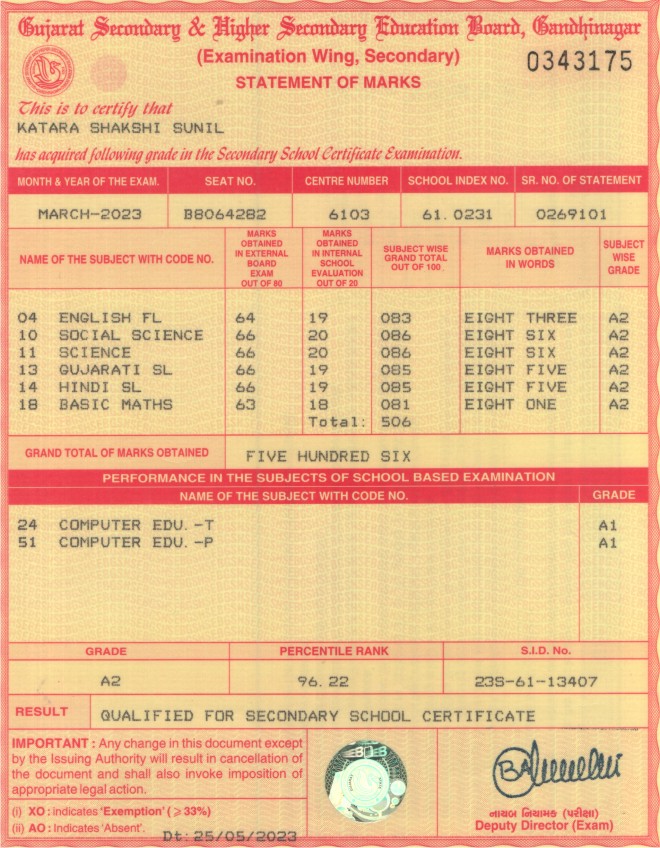 Gujarat Secondary & Higher Secondary Education Board, Gandhinagar
(Examination Wing, Secondary)
0343175
STATEMENT OF MARKS
This is to certify that
KATARA SHAKSHI SUNIL
has acquired following grade in the Secondary School Certificate Examination.
MONTH & YEAR OF THE EXAM. SEAT NO. CENTRE NUMBER SCHOOL INDEX NO. SR. NO. OF STATEMENT
MARCH-2023 B8064282 6103 61.0231 0269101
NAME OF THE SUBJECT WITH CODE NO. MARKS OBTAINED IN EXTERNAL BOARD EXAM OUT OF 80 MARKS OBTAINED IN INTERNAL SCHOOL EVALUATION OUT OF 20 SUBJECT WISE GRAND TOTAL OUT OF 100 MARKS OBTAINED IN WORDS SUBJECT WISE GRADE
04 ENGLISH FL 64 19 083 EIGHT THREE A2
10 SOCIAL SCIENCE 66 20 086 EIGHT SIX A2
11 SCIENCE 66 20 086 EIGHT SIX A2
13 GUJARATI SL 66 19 085 EIGHT FIVE A2
14 HINDI SL 66 19 085 EIGHT FIVE A2
18 BASIC MATHS 63 18 081 EIGHT ONE A2
Total: 506
GRAND TOTAL OF MARKS OBTAINED FIVE HUNDRED SIX
PERFORMANCE IN THE SUBJECTS OF SCHOOL BASED EXAMINATION
NAME OF THE SUBJECT WITH CODE NO. GRADE
24 COMPUTER EDU.-T A1
51 COMPUTER EDU.-P A1
GRADE PERCENTILE RANK S.I.D. No.
A2 96.22 23S-61-13407
RESULT QUALIFIED FOR SECONDARY SCHOOL CERTIFICATE
IMPORTANT : Any change in this document except
by the Issuing Authority will result in cancellation of
the document and shall also invoke imposition of
appropriate legal action.
(i) XO : indicates 'Exemption' ( ⩾ 33%)
(ii) AO : Indicates 'Absent'.
Dt: 25/05/2023
નાયબ નિયામક (પરીક્ષા)
Deputy Director (Exam)